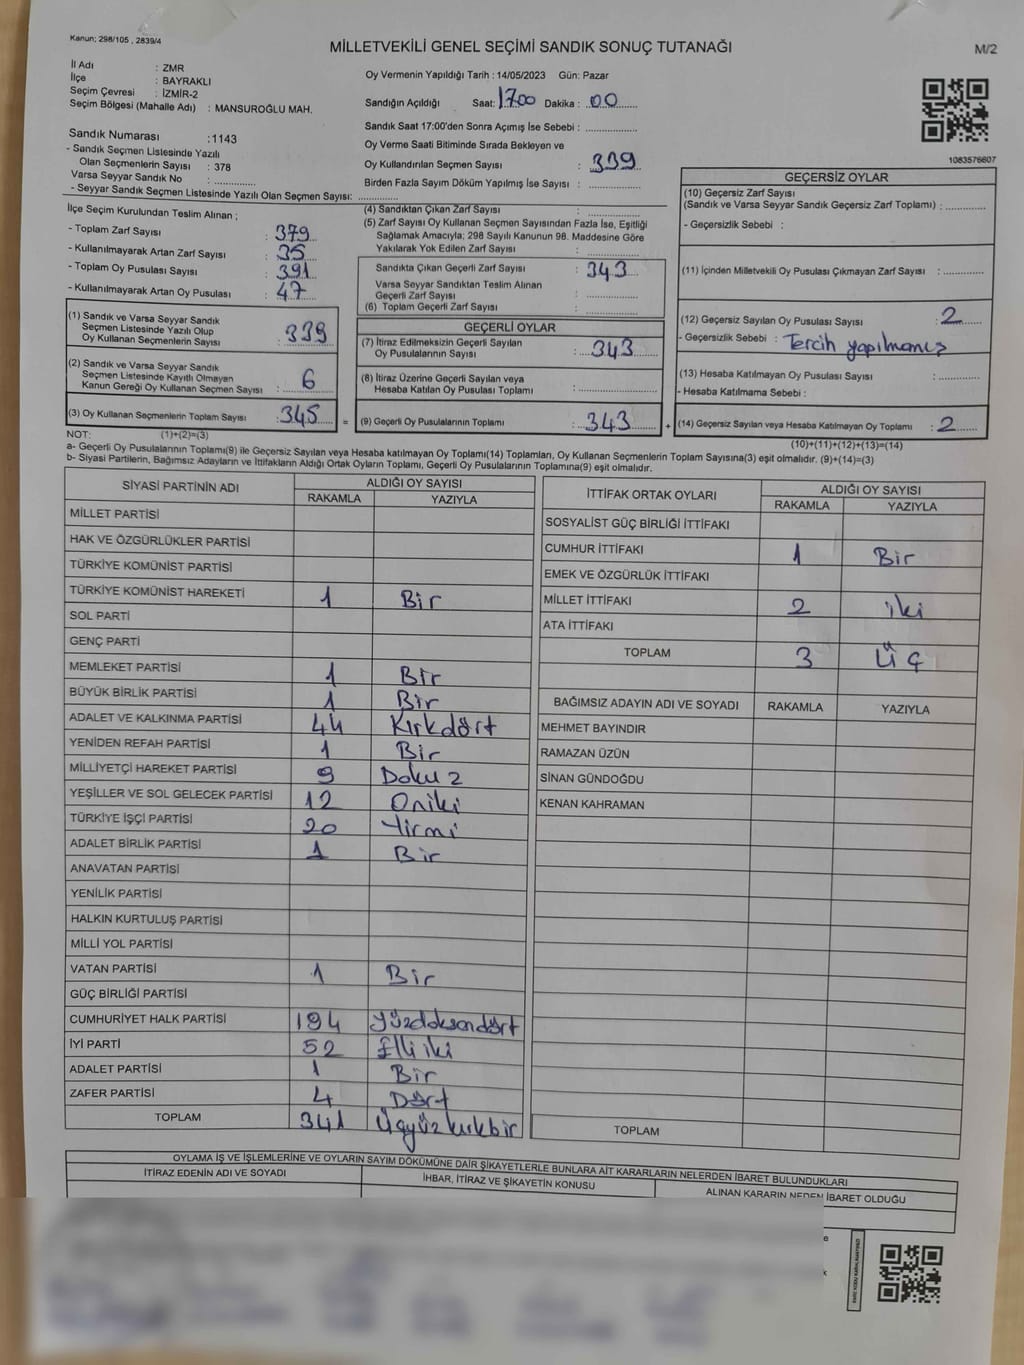 Kanun; 298/105 , 2839/4
MİLLETVEKİLİ GENEL SEÇİMİ SANDIK SONUÇ TUTANAĞI
M/2
İl Adı : ZMR
İlçe : BAYRAKLI
Seçim Çevresi : İZMİR-2
Seçim Bölgesi (Mahalle Adı) : MANSUROĞLU MAH.
Oy Vermenin Yapıldığı Tarih : 14/05/2023 Gün: Pazar
Sandığın Açıldığı Saat: 1700 Dakika : 00
Sandık Saat 17:00'den Sonra Açımış İse Sebebi :
Sandık Numarası :1143
- Sandık Seçmen Listesinde Yazılı
Olan Seçmenlerin Sayısı : 378
Varsa Seyyar Sandık No :
- Seyyar Sandık Seçmen Listesinde Yazılı Olan Seçmen Sayısı:
Oy Verme Saati Bitiminde Sırada Bekleyen ve
Oy Kullandırılan Seçmen Sayısı : 339
Birden Fazla Sayım Döküm Yapılmış İse Sayısı :
1083576607
İlçe Seçim Kurulundan Teslim Alınan ;
- Toplam Zarf Sayısı : 379
- Kullanılmayarak Artan Zarf Sayısı : 35
- Toplam Oy Pusulası Sayısı : 391
- Kullanılmayarak Artan Oy Pusulası : 47
(1) Sandık ve Varsa Seyyar Sandık
Seçmen Listesinde Yazılı Olup
Oy Kullanan Seçmenlerin Sayısı : 339
(2) Sandık ve Varsa Seyyar Sandık
Seçmen Listesinde Kayıtlı Olmayan
Kanun Gereği Oy Kullanan Seçmen Sayısı : 6
(3) Oy Kullanan Seçmenlerin Toplam Sayısı : 345 =
(4) Sandıktan Çıkan Zarf Sayısı :
(5) Zarf Sayısı Oy Kullanan Seçmen Sayısından Fazla İse, Eşitliği
Sağlamak Amacıyla; 298 Sayılı Kanunun 98. Maddesine Göre
Yakılarak Yok Edilen Zarf Sayısı :
Sandıkta Çıkan Geçerli Zarf Sayısı : 343
Varsa Seyyar Sandıktan Teslim Alınan
Geçerli Zarf Sayısı :
(6) Toplam Geçerli Zarf Sayısı :
GEÇERLİ OYLAR
(7) İtiraz Edilmeksizin Geçerli Sayılan
Oy Pusulalarının Sayısı : 343
(8) İtiraz Üzerine Geçerli Sayılan veya
Hesaba Katılan Oy Pusulası Toplamı :
(9) Geçerli Oy Pusulalarının Toplamı : 343 +
GEÇERSİZ OYLAR
(10) Geçersiz Zarf Sayısı
(Sandık ve Varsa Seyyar Sandık Geçersiz Zarf Toplamı) :
- Geçersizlik Sebebi :
(11) İçinden Milletvekili Oy Pusulası Çıkmayan Zarf Sayısı :
(12) Geçersiz Sayılan Oy Pusulası Sayısı : 2
- Geçersizlik Sebebi : Tercih yapılmamış
(13) Hesaba Katılmayan Oy Pusulası Sayısı :
- Hesaba Katılmama Sebebi :
(14) Geçersiz Sayılan veya Hesaba Katılmayan Oy Toplamı : 2
NOT: (1)+(2)=(3)
(10)+(11)+(12)+(13)=(14)
a- Geçerli Oy Pusulalarının Toplamı(9) ile Geçersiz Sayılan veya Hesaba katılmayan Oy Toplamı(14) Toplamları, Oy Kullanan Seçmenlerin Toplam Sayısına(3) eşit olmalıdır. (9)+(14)=(3)
b- Siyasi Partilerin, Bağımsız Adayların ve İttifakların Aldığı Ortak Oyların Toplamı, Geçerli Oy Pusulalarının Toplamına(9) eşit olmalıdır.
SİYASİ PARTİNİN ADI ALDIĞI OY SAYISI
RAKAMLA YAZIYLA
MİLLET PARTİSİ
HAK VE ÖZGÜRLÜKLER PARTİSİ
TÜRKİYE KOMÜNİST PARTİSİ
TÜRKİYE KOMÜNİST HAREKETİ 1 Bir
SOL PARTİ
GENÇ PARTİ
MEMLEKET PARTİSİ 1 Bir
BÜYÜK BİRLİK PARTİSİ 1 Bir
ADALET VE KALKINMA PARTİSİ 44 Kırkdört
YENİDEN REFAH PARTİSİ 1 Bir
MİLLİYETÇİ HAREKET PARTİSİ 9 Dokuz
YEŞİLLER VE SOL GELECEK PARTİSİ 12 Oniki
TÜRKİYE İŞÇİ PARTİSİ 20 Yirmi
ADALET BİRLİK PARTİSİ 1 Bir
ANAVATAN PARTİSİ
YENİLİK PARTİSİ
HALKIN KURTULUŞ PARTİSİ
MİLLİ YOL PARTİSİ
VATAN PARTİSİ 1 Bir
GÜÇ BİRLİĞİ PARTİSİ
CUMHURİYET HALK PARTİSİ 194 Yüzdoksandört
İYİ PARTİ 52 Elli iki
ADALET PARTİSİ 1 Bir
ZAFER PARTİSİ 4 Dört
TOPLAM 341 Üçyüzkırkbir
İTTİFAK ORTAK OYLARI ALDIĞI OY SAYISI
RAKAMLA YAZIYLA
SOSYALİST GÜÇ BİRLİĞİ İTTİFAKI
CUMHUR İTTİFAKI 1 Bir
EMEK VE ÖZGÜRLÜK İTTİFAKI
MİLLET İTTİFAKI 2 iki
ATA İTTİFAKI
TOPLAM 3 Üç
BAĞIMSIZ ADAYIN ADI VE SOYADI RAKAMLA YAZIYLA
MEHMET BAYINDIR
RAMAZAN ÜZÜN
SİNAN GÜNDOĞDU
KENAN KAHRAMAN
TOPLAM
OYLAMA İŞ VE İŞLEMLERİNE VE OYLARIN SAYIM DÖKÜMÜNE DAİR ŞİKAYETLERLE BUNLARA AİT KARARLARIN NELERDEN İBARET BULUNDUKLARI
İTİRAZ EDENİN ADI VE SOYADI İHBAR, İTİRAZ VE ŞİKAYETİN KONUSU ALINAN KARARIN NEDEN İBARET OLDUĞU